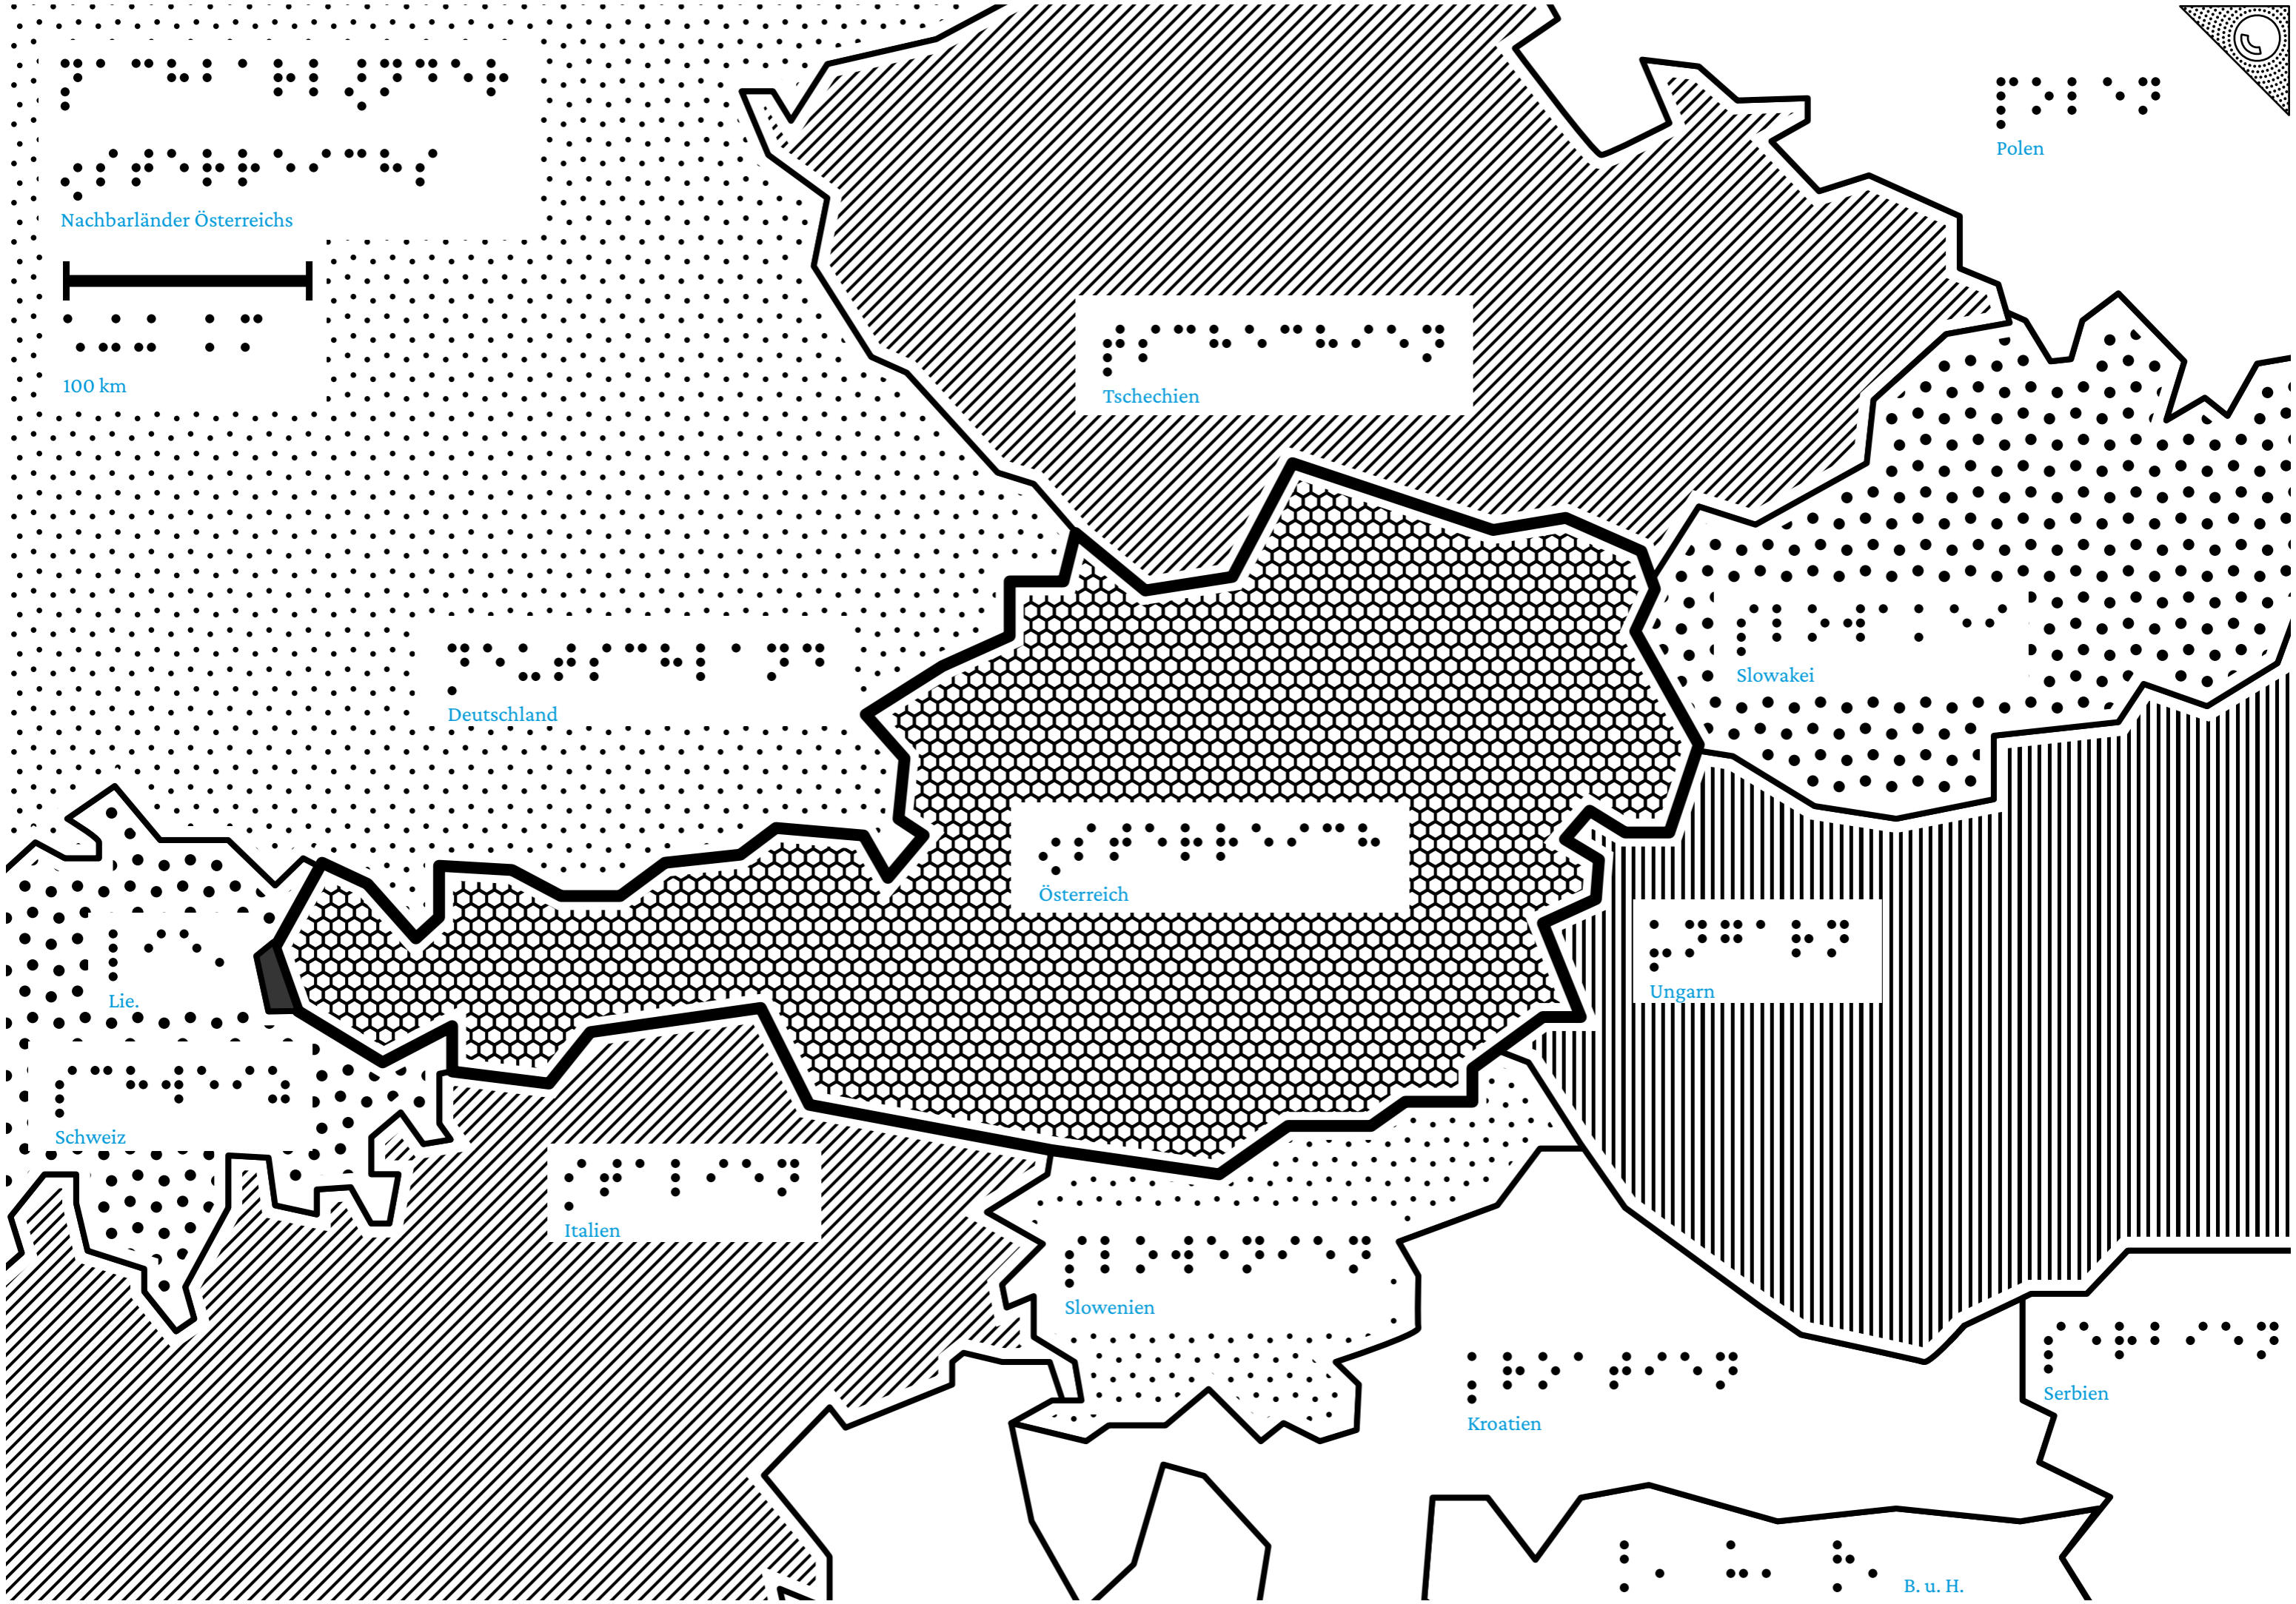 Nachbarländer Österreichs
100 km
Polen
Tschechien
Slowakei
Deutschland
Österreich
Ungarn
Lie.
Schweiz
Italien
Slowenien
Serbien
Kroatien
B. u. H.